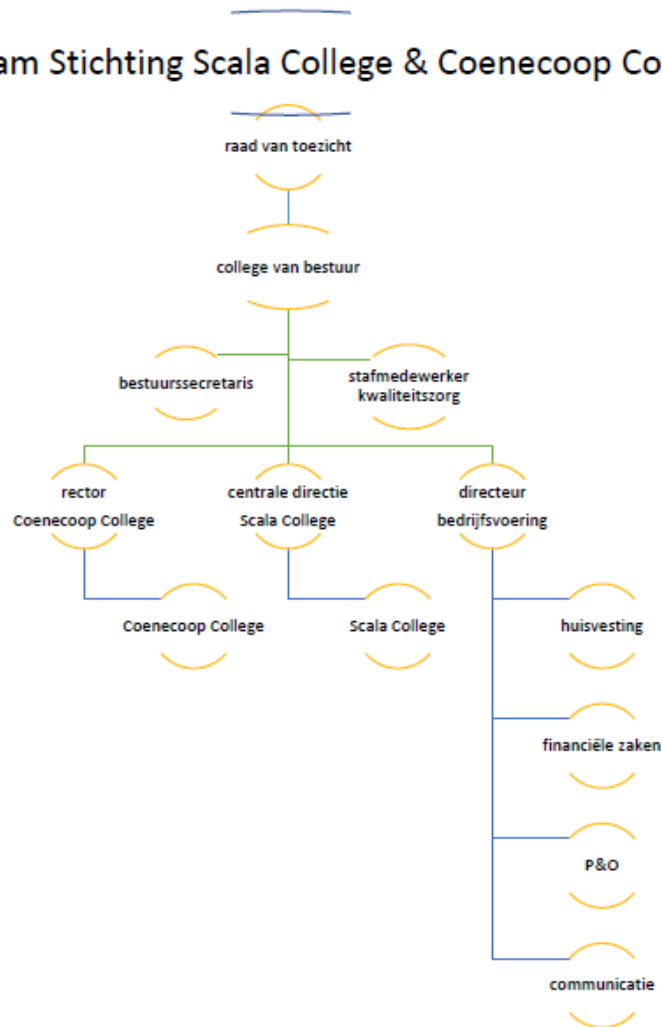 am Stichting Scala College & Coenecoop Co
raad van toezicht
college van bestuur
bestuurssecretaris
stafmedewerker
kwaliteitszorg
rector
Coenecoop College
centrale directie
Scala College
directeur
bedrijfsvoering
Coenecoop College
Scala College
huisvesting
financiële zaken
P&O
communicatie